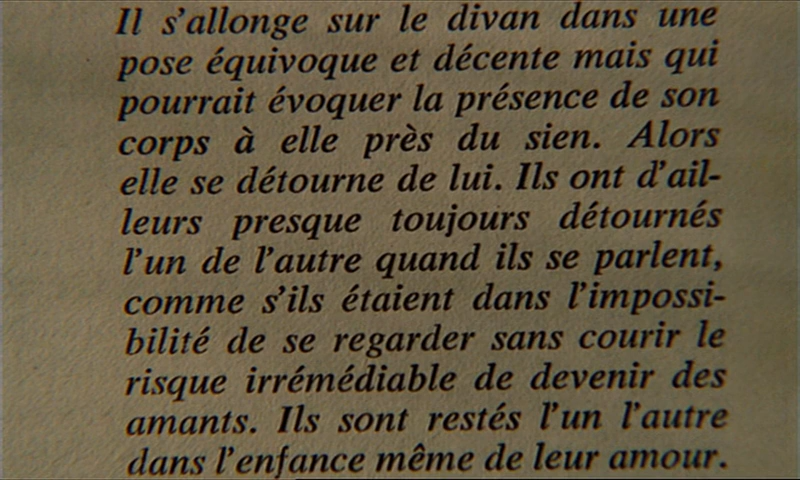 Il s'allonge sur le divan dans une
pose équivoque et décente mais qui
pourrait évoquer la présence de son
corps à elle près du sien. Alors
elle se détourne de lui. Ils ont d'ail-
leurs presque toujours détournés
l'un de l'autre quand ils se parlent,
comme s'ils étaient dans l'impossi-
bilité de se regarder sans courir le
risque irrémédiable de devenir des
amants. Ils sont restés l'un l'autre
dans l'enfance même de leur amour.